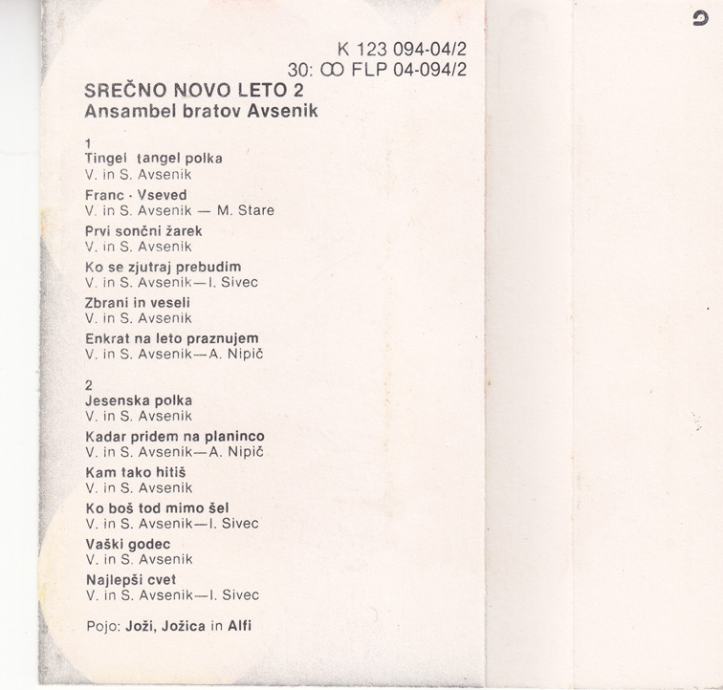 K 123 094-04/2
30: OO FLP 04-094/2
SREČNO NOVO LETO 2
Ansambel bratov Avsenik
1
Tingel tangel polka
V. in S. Avsenik
Franc - Vseved
V. in S. Avsenik — M. Stare
Prvi sončni žarek
V. in S. Avsenik
Ko se zjutraj prebudim
V. in S. Avsenik—I. Sivec
Zbrani in veseli
V. in S. Avsenik
Enkrat na leto praznujem
V. in S. Avsenik—A. Nipič
2
Jesenska polka
V. in S. Avsenik
Kadar pridem na planinco
V. in S. Avsenik—A. Nipič
Kam tako hitiš
V. in S. Avsenik
Ko boš tod mimo šel
V. in S. Avsenik—I. Sivec
Vaški godec
V. in S. Avsenik
Najlepši cvet
V. in S. Avsenik—I. Sivec
Pojo: Joži, Jožica in Alfi